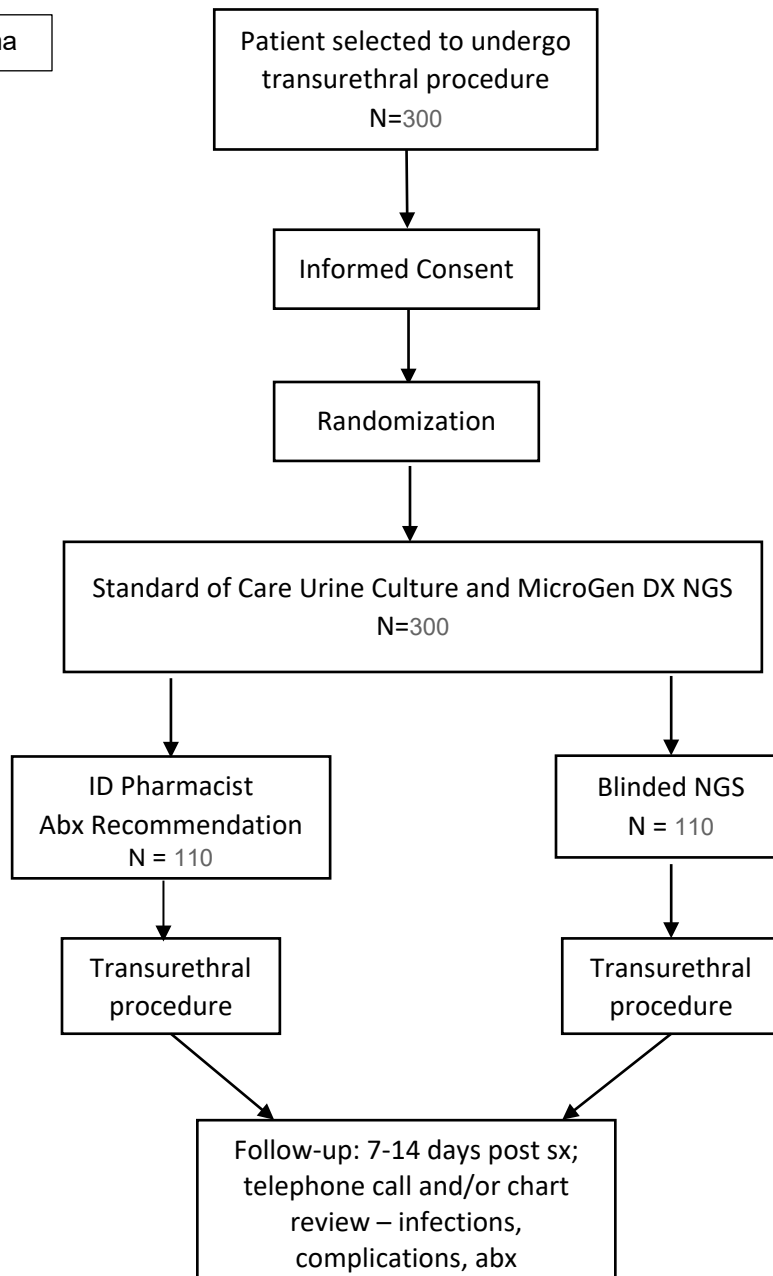 na
Patient selected to undergo
transurethral procedure
N=300
Informed Consent
Randomization
Standard of Care Urine Culture and MicroGen DX NGS
N=300
ID Pharmacist
Abx Recommendation
N = 110
Blinded NGS
N = 110
Transurethral
procedure
Transurethral
procedure
Follow-up: 7-14 days post sx;
telephone call and/or chart
review – infections,
complications, abx